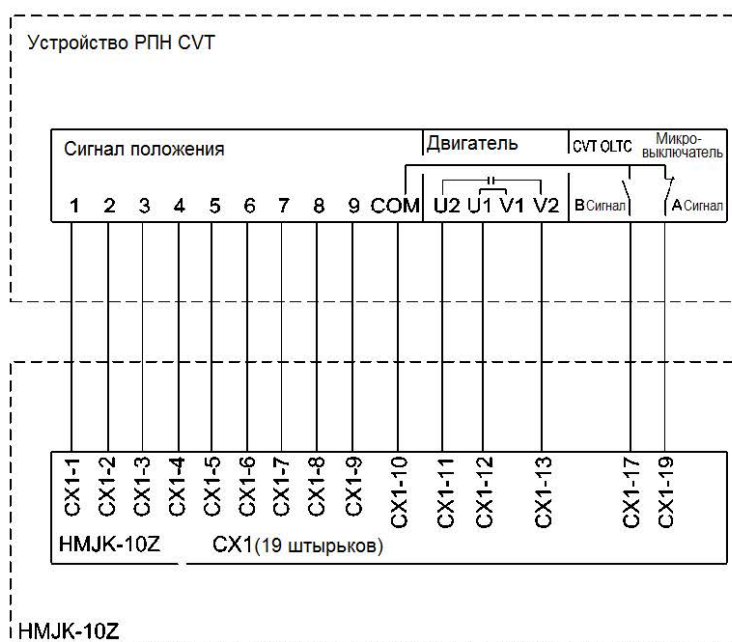 Устройство РПН CVT
Сигнал положения
Двигатель
CVT OLTC
Микро-
выключатель
1 2 3 4 5 6 7 8 9 COM U2 U1 V1 V2 B Сигнал A Сигнал
CX1-1 CX1-2 CX1-3 CX1-4 CX1-5 CX1-6 CX1-7 CX1-8 CX1-9 CX1-10 CX1-11 CX1-12 CX1-13 CX1-17 CX1-19
HMJK-10Z CX1(19 штырьков)
HMJK-10Z